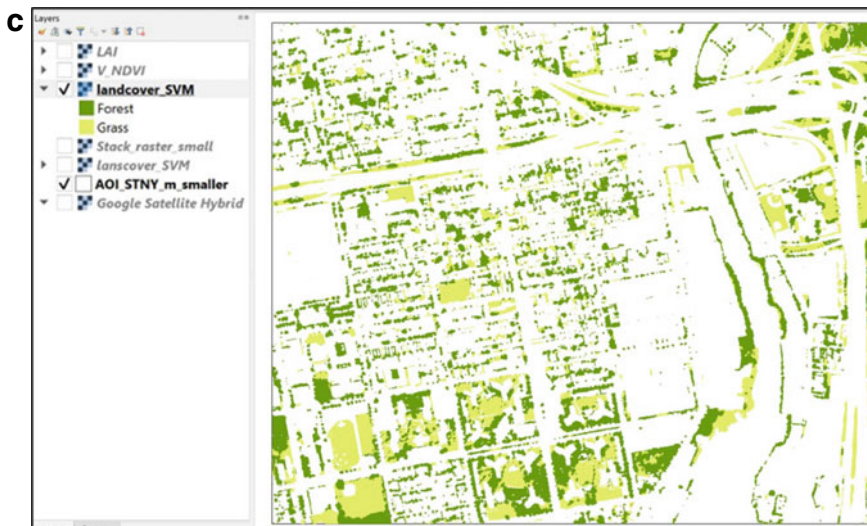 c
Layers
LAI
V_NDVI
landcover_SVM
Forest
Grass
Stack_raster_small
lanscover_SVM
AOI_STNY_m_smaller
Google Satellite Hybrid